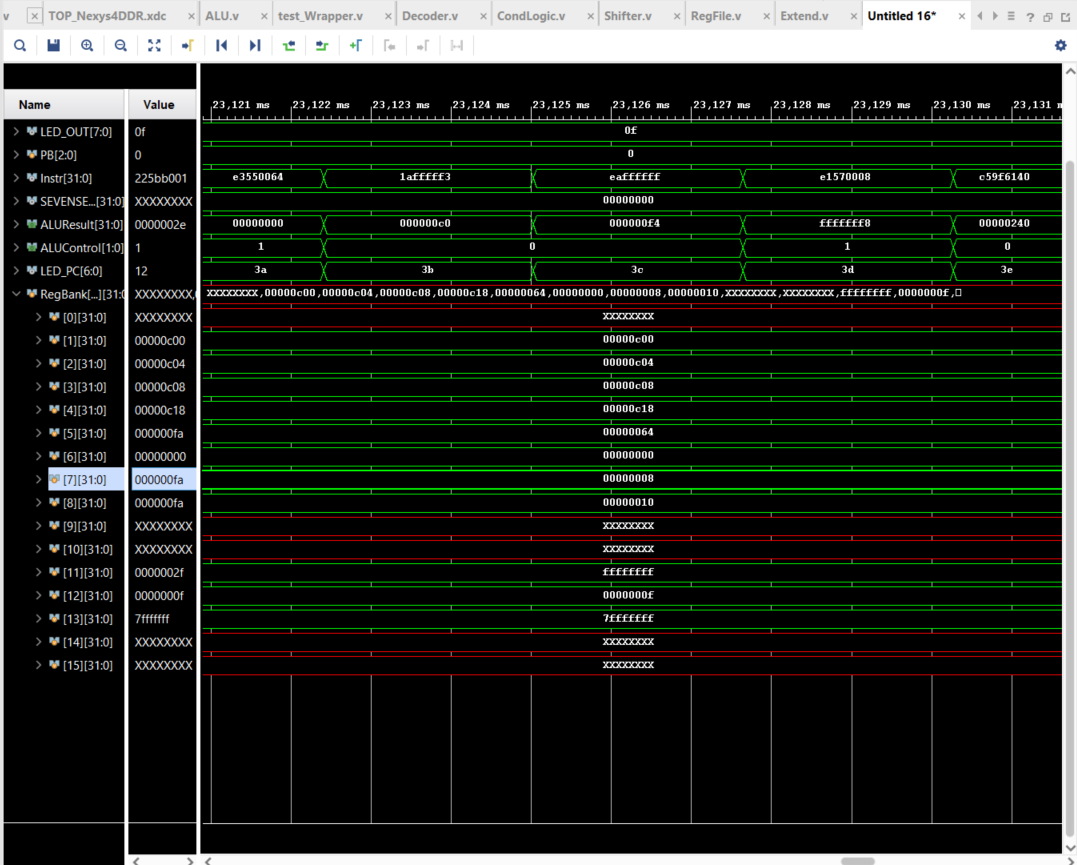 v TOP_Nexys4DDR.xdc ALU.v test_Wrapper.v Decoder.v CondLogic.v Shifter.v RegFile.v Extend.v Untitled 16*
Name Value 23,121 ms 23,122 ms 23,123 ms 23,124 ms 23,125 ms 23,126 ms 23,127 ms 23,128 ms 23,129 ms 23,130 ms 23,131 m
LED_OUT[7:0] 0f 0f
PB[2:0] 0 0
Instr[31:0] 225bb001 e3550064 1afffff3 eaffffff e1570008 c59f6140
SEVENSE...[31:0] XXXXXXXX 00000000
ALUResult[31:0] 0000002e 00000000 000000c0 000000f4 fffffff8 00000240
ALUControl[1:0] 1 1 0 1 0
LED_PC[6:0] 12 3a 3b 3c 3d 3e
RegBank[...][31:0 XXXXXXXX, XXXXXXXX,00000c00,00000c04,00000c08,00000c18,00000064,00000000,00000008,00000010,XXXXXXXX,XXXXXXXX,ffffffff,0000000f,
[0][31:0] XXXXXXXX XXXXXXXX
[1][31:0] 00000c00 00000c00
[2][31:0] 00000c04 00000c04
[3][31:0] 00000c08 00000c08
[4][31:0] 00000c18 00000c18
[5][31:0] 000000fa 00000064
[6][31:0] 00000000 00000000
[7][31:0] 000000fa 00000008
[8][31:0] 000000fa 00000010
[9][31:0] XXXXXXXX XXXXXXXX
[10][31:0] XXXXXXXX XXXXXXXX
[11][31:0] 0000002f ffffffff
[12][31:0] 0000000f 0000000f
[13][31:0] 7fffffff 7fffffff
[14][31:0] XXXXXXXX XXXXXXXX
[15][31:0] XXXXXXXX XXXXXXXX